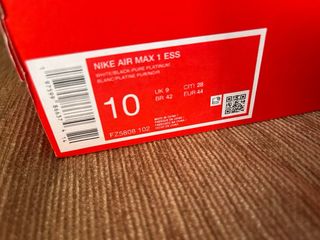 NIKE AIR MAX 1 ESS
WHITE/BLACK-PURE PLATINUM
BLANC/PLATINE PUR/NOIR
10
UK 9
CITI 28
BR 42
EUR 44
FZ5808 102